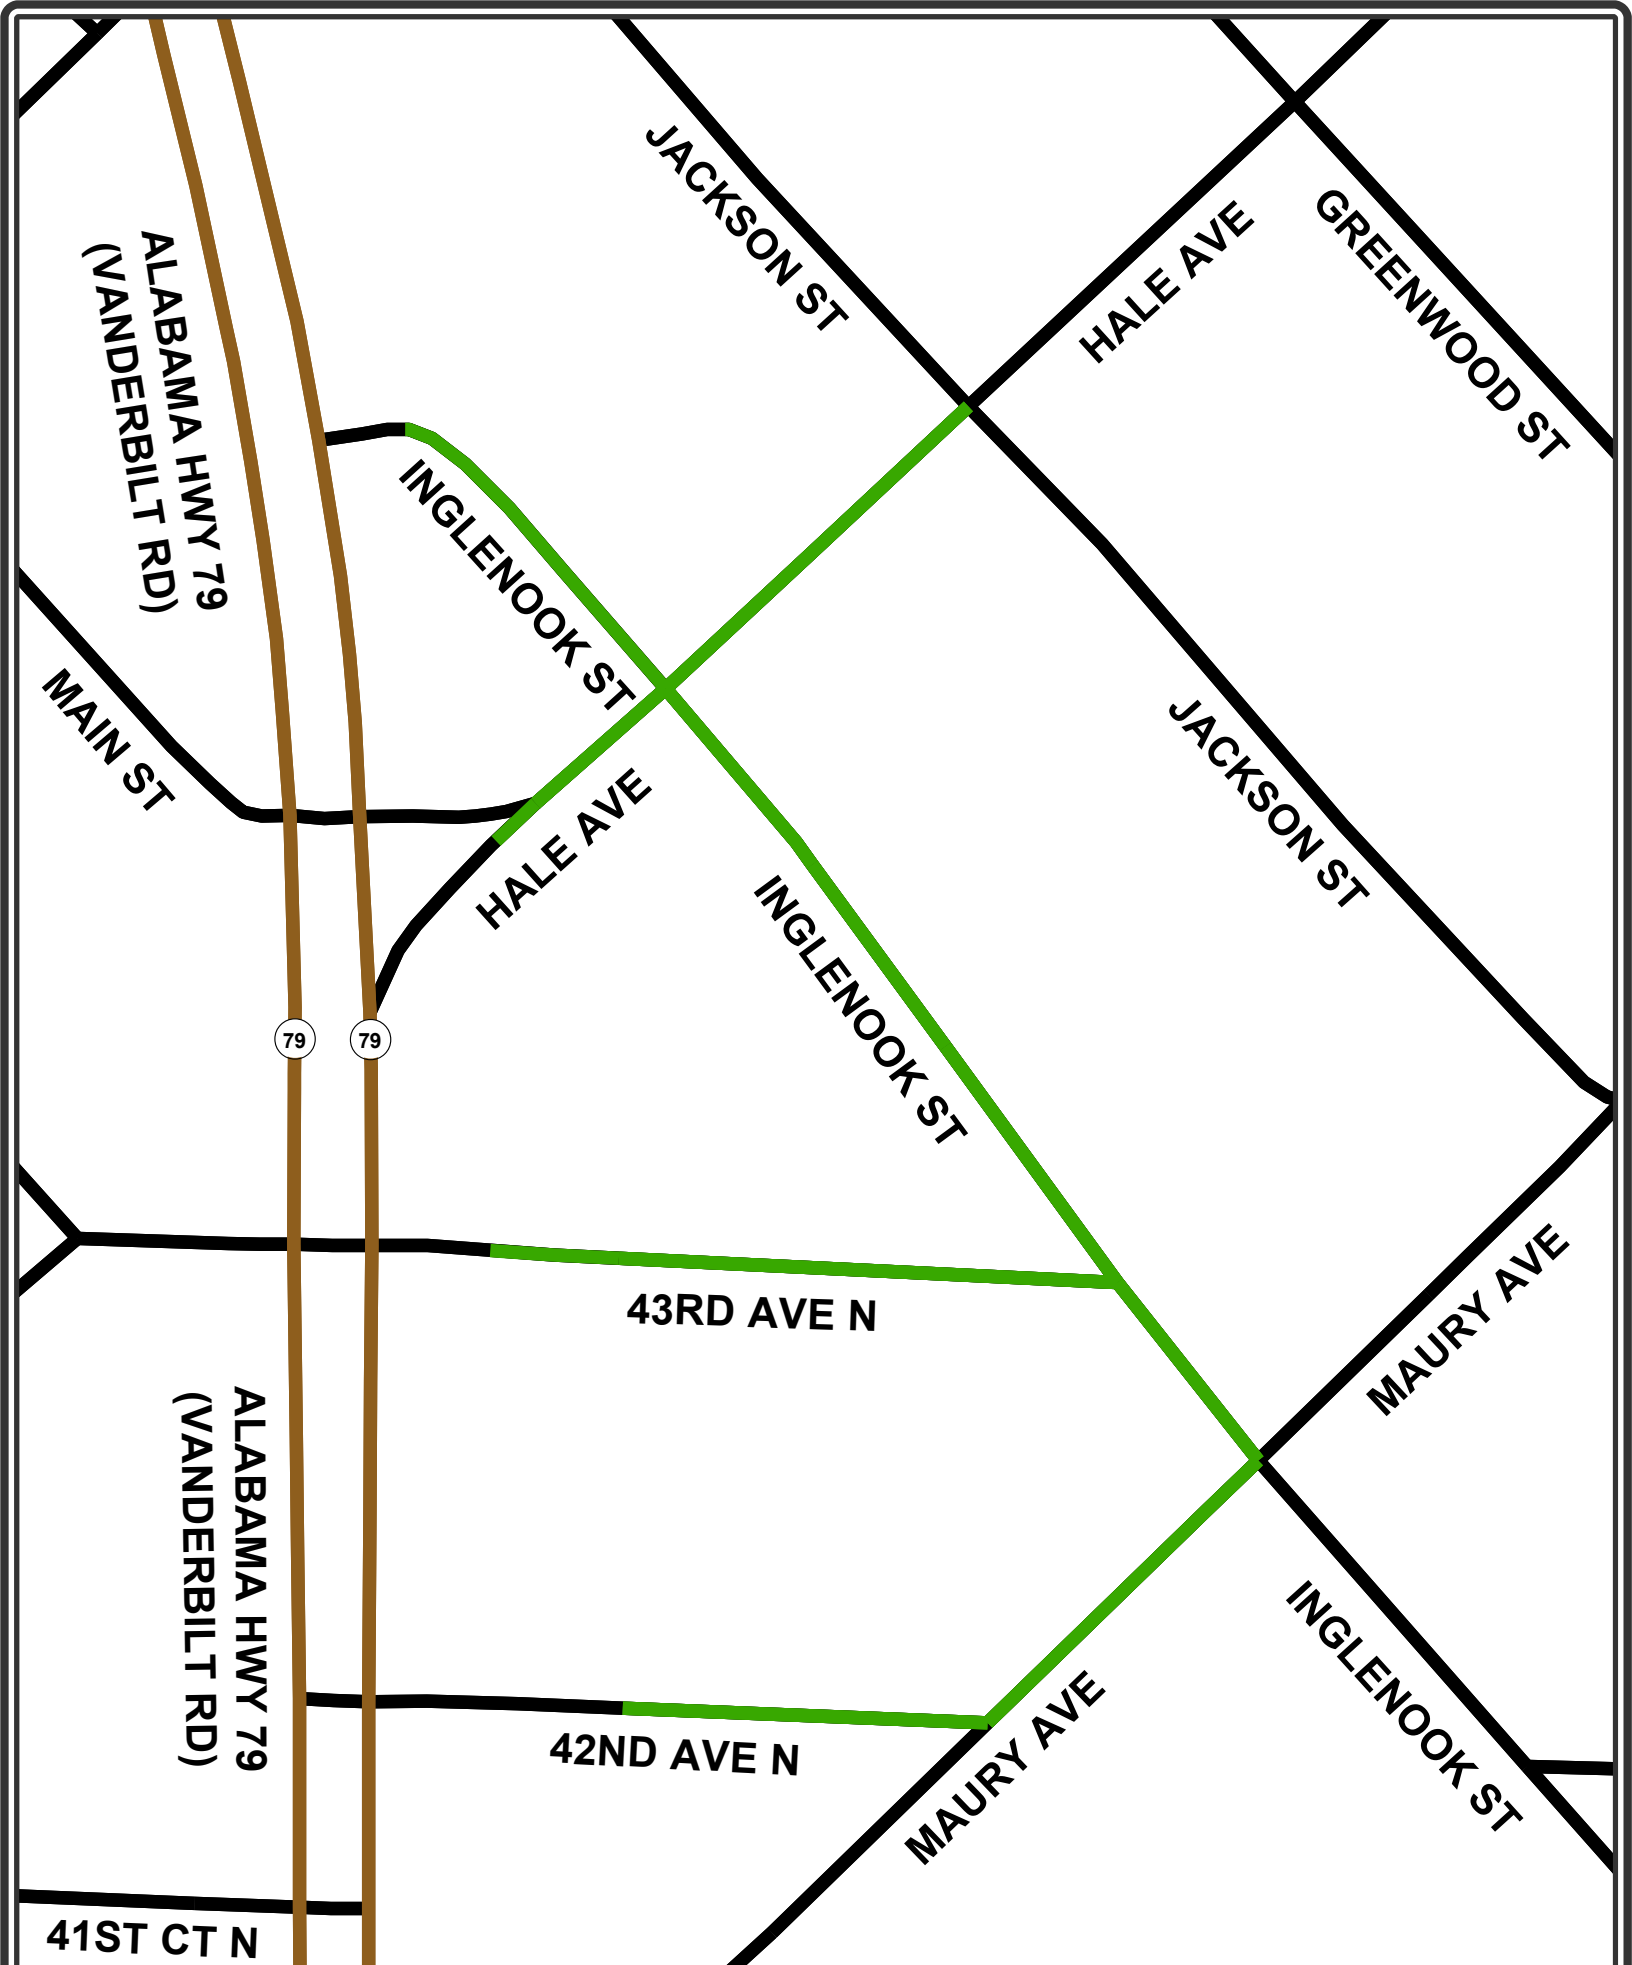 JACKSON ST
HALE AVE
GREENWOOD ST
ALABAMA HWY 79
(VANDERBILT RD)
INGLENOOK ST
MAIN ST
HALE AVE
JACKSON ST
INGLENOOK ST
79
79
43RD AVE N
MAURY AVE
ALABAMA HWY 79
(VANDERBILT RD)
INGLENOOK ST
MAURY AVE
42ND AVE N
41ST CT N